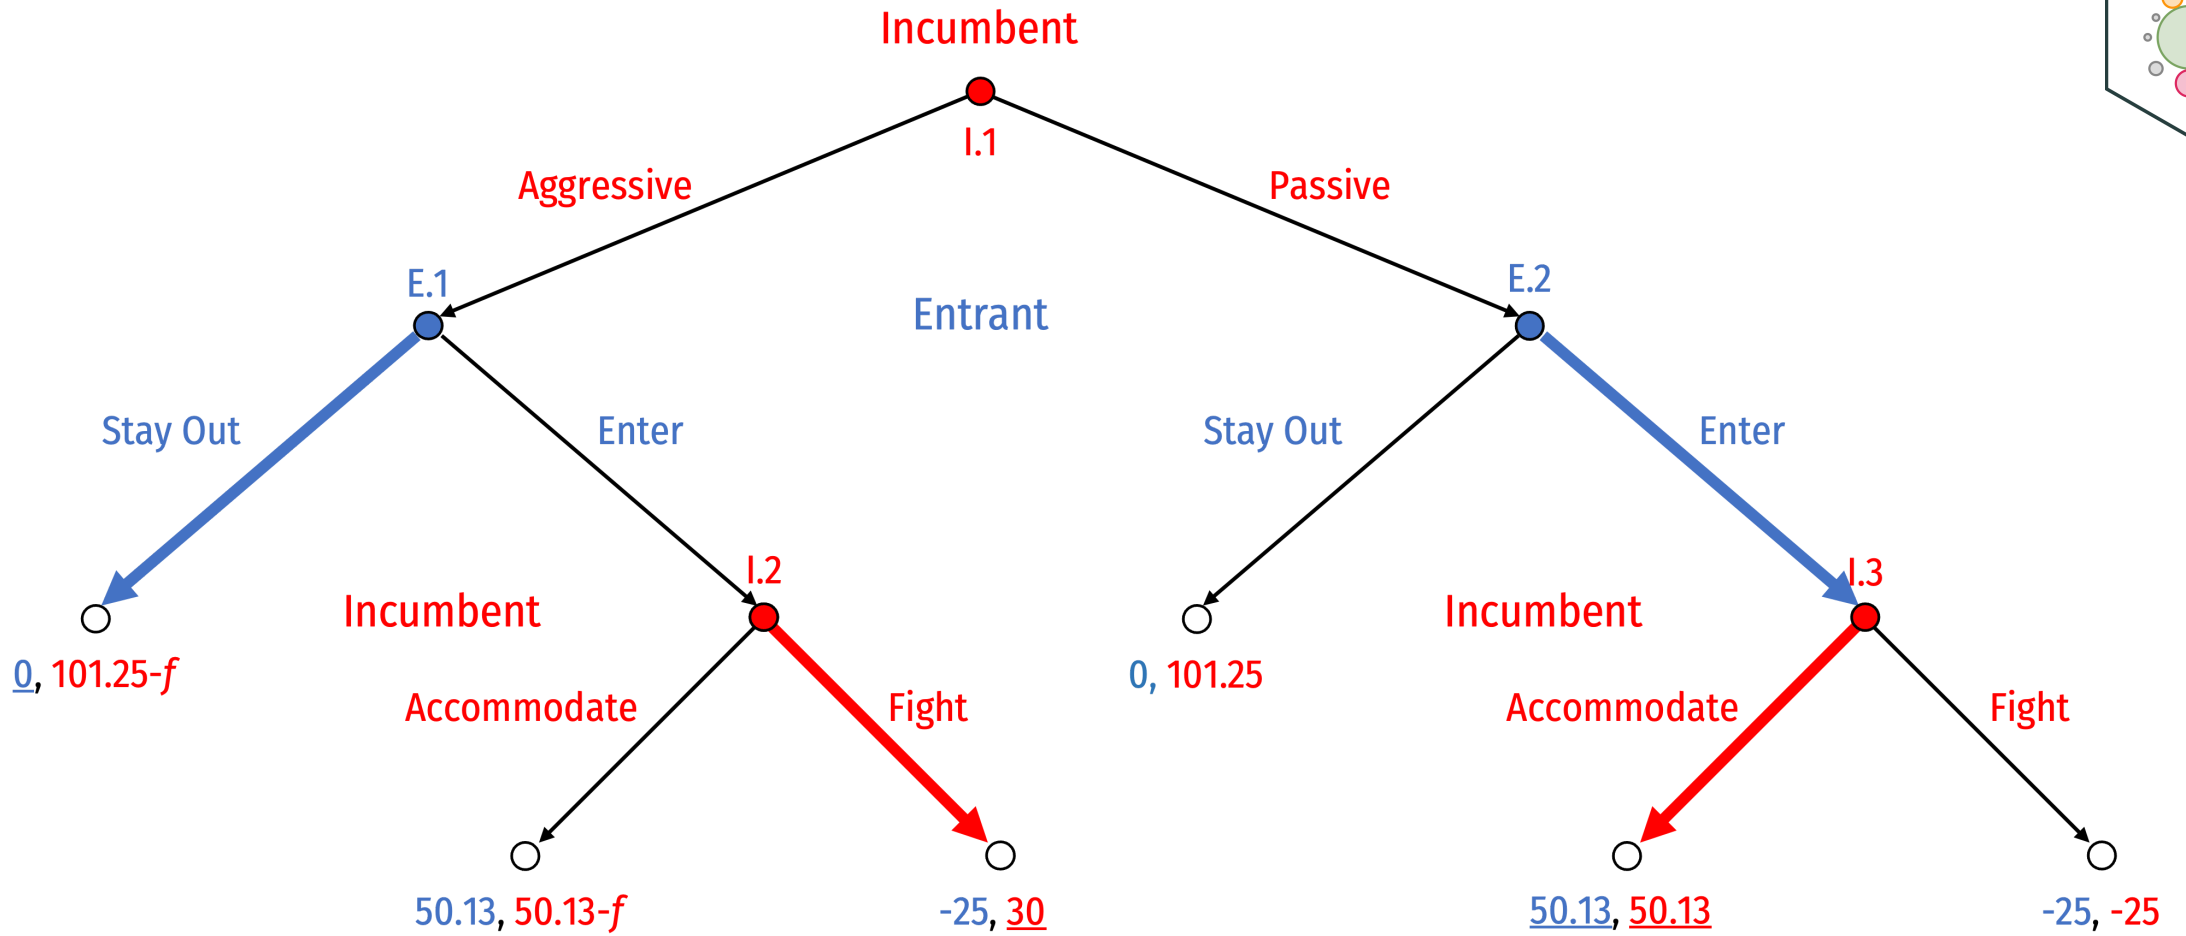 Incumbent
I.1
Aggressive
Passive
E.1
Entrant
E.2
Stay Out
Enter
Stay Out
Enter
I.2
I.3
Incumbent
Incumbent
0, 101.25-f
0, 101.25
Accommodate
Fight
Accommodate
Fight
50.13, 50.13-f
-25, 30
50.13, 50.13
-25, -25